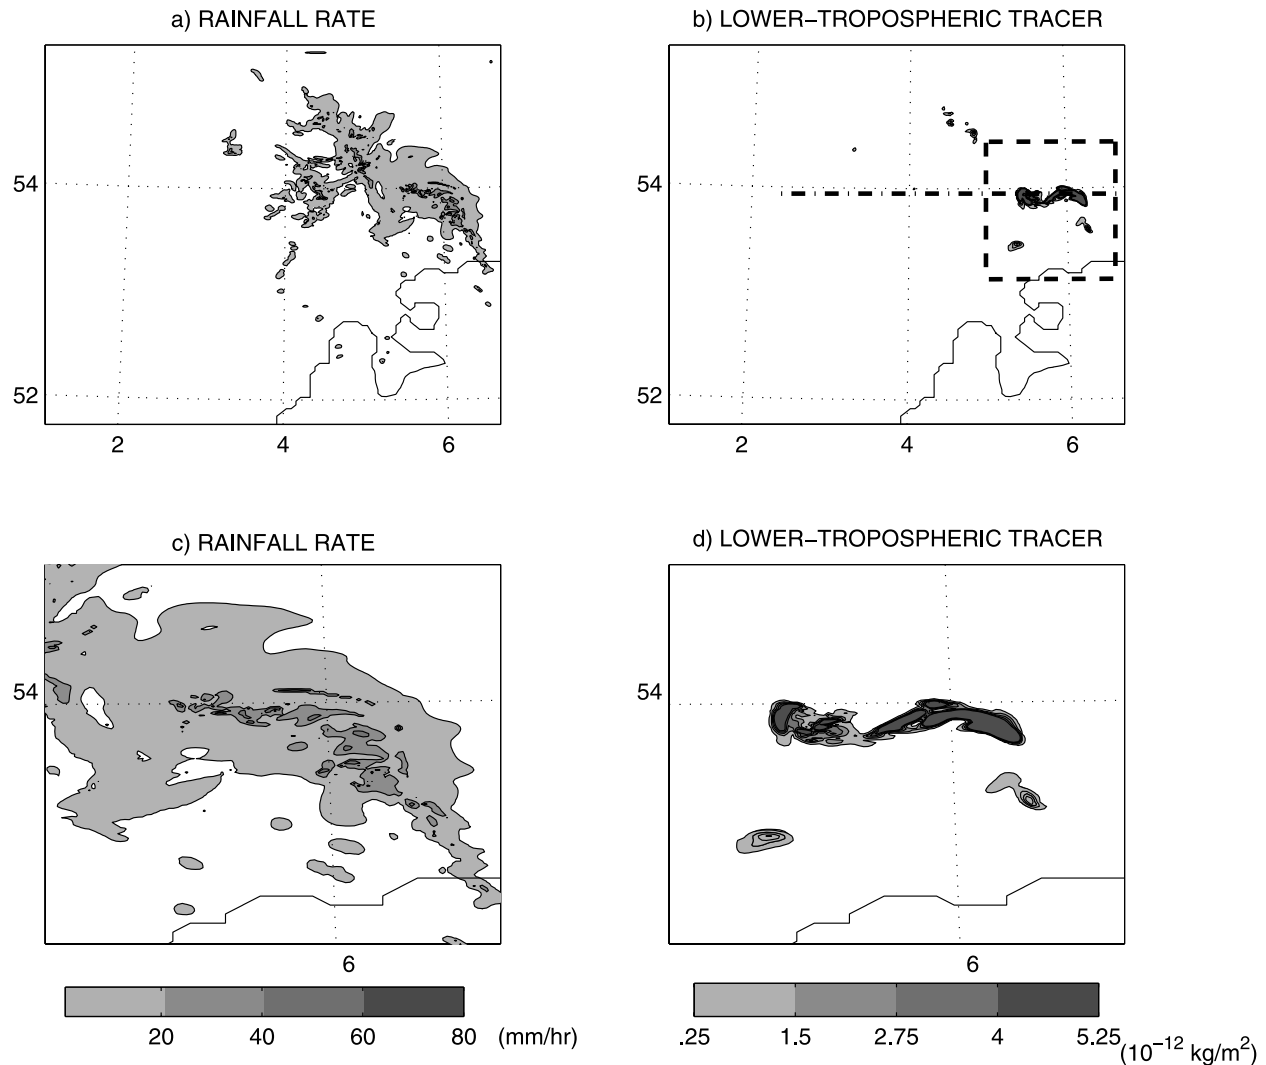 a) RAINFALL RATE
b) LOWER−TROPOSPHERIC TRACER
54
52
2 4 6
54
52
2 4 6
c) RAINFALL RATE
d) LOWER−TROPOSPHERIC TRACER
54
6
54
6
20 40 60 80 (mm/hr)
.25 1.5 2.75 4 5.25 (10⁻¹² kg/m²)